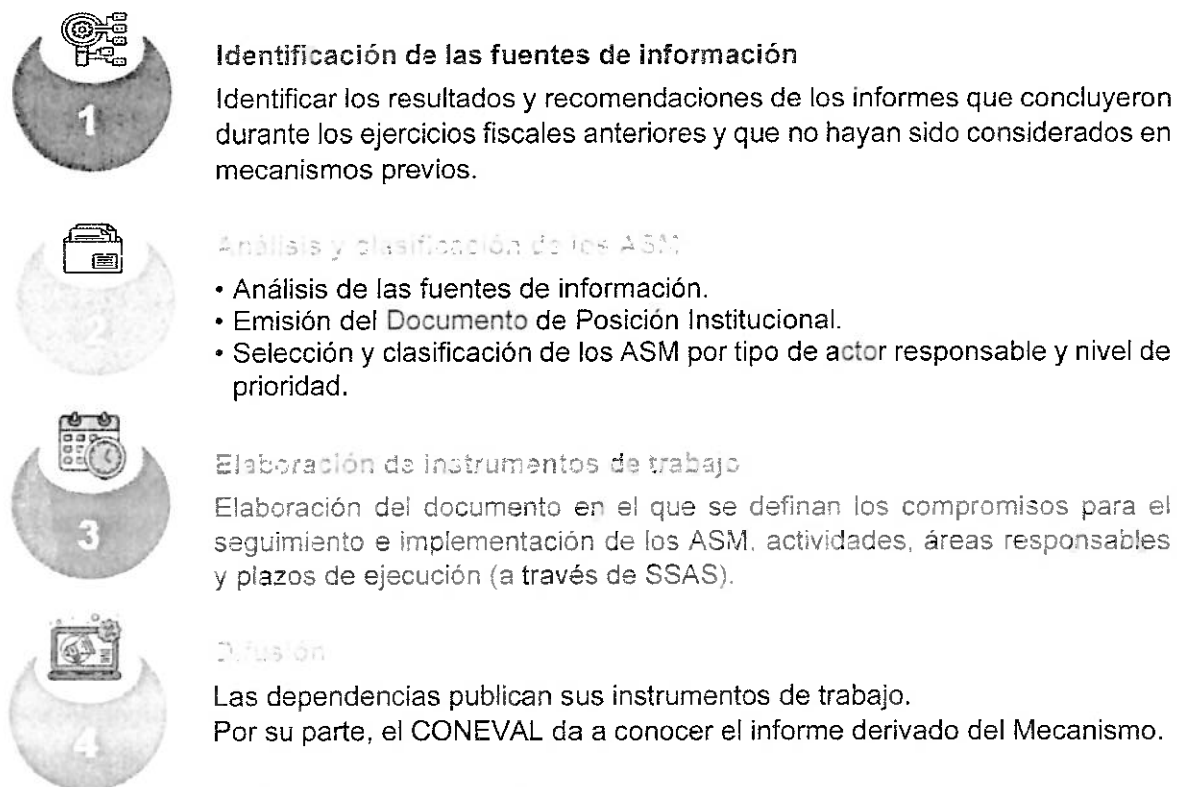 1
Identificación de las fuentes de información
Identificar los resultados y recomendaciones de los informes que concluyeron
durante los ejercicios fiscales anteriores y que no hayan sido considerados en
mecanismos previos.
2
Análisis y clasificación de los ASM
• Análisis de las fuentes de información.
• Emisión del Documento de Posición Institucional.
• Selección y clasificación de los ASM por tipo de actor responsable y nivel de
prioridad.
3
Elaboración de instrumentos de trabajo
Elaboración del documento en el que se definan los compromisos para el
seguimiento e implementación de los ASM, actividades, áreas responsables
y plazos de ejecución (a través de SSAS).
4
Difusión
Las dependencias publican sus instrumentos de trabajo.
Por su parte, el CONEVAL da a conocer el informe derivado del Mecanismo.